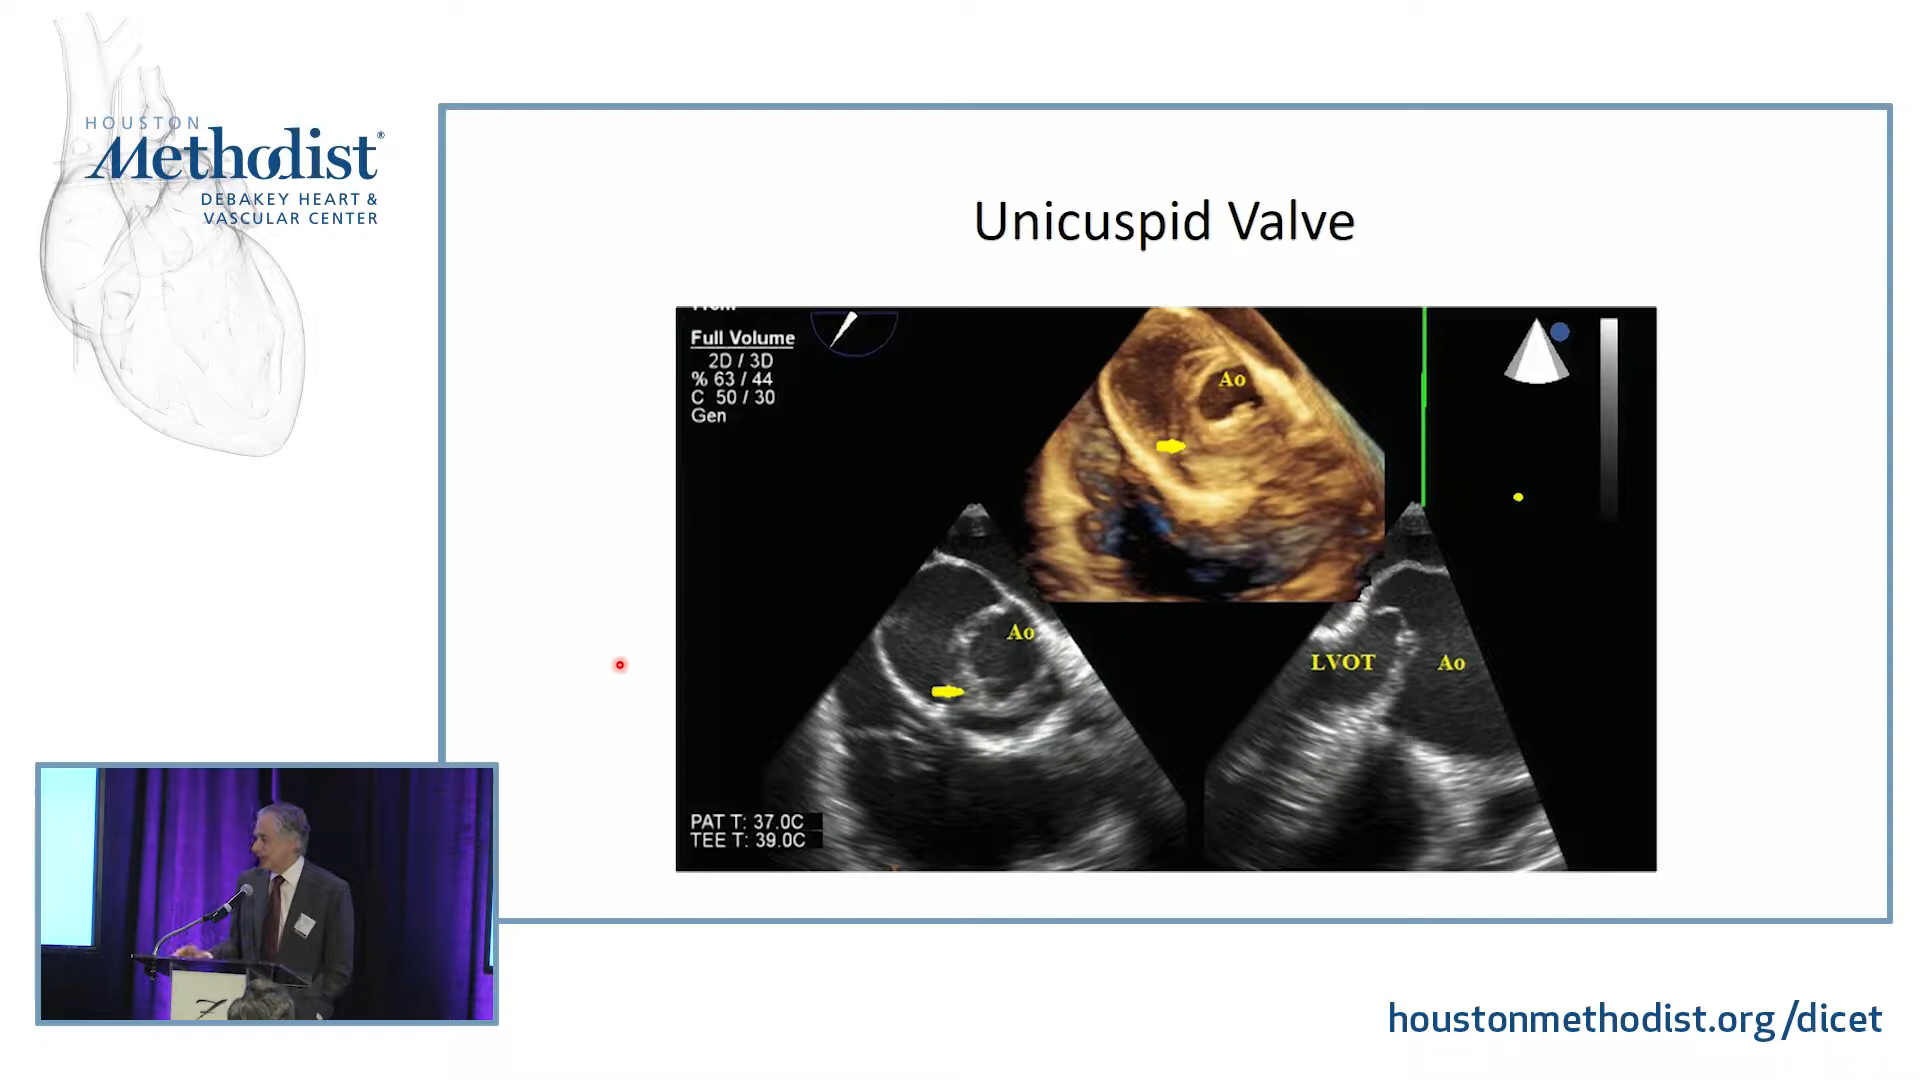 HOUSTON
Methodist®
DEBAKEY HEART &
VASCULAR CENTER
Unicuspid Valve
Full Volume
2D / 3D
% 63 / 44
C 50 / 30
Gen
Ao
Ao
LVOT
Ao
PAT T: 37.0C
TEE T: 39.0C
houstonmethodist.org/dicet